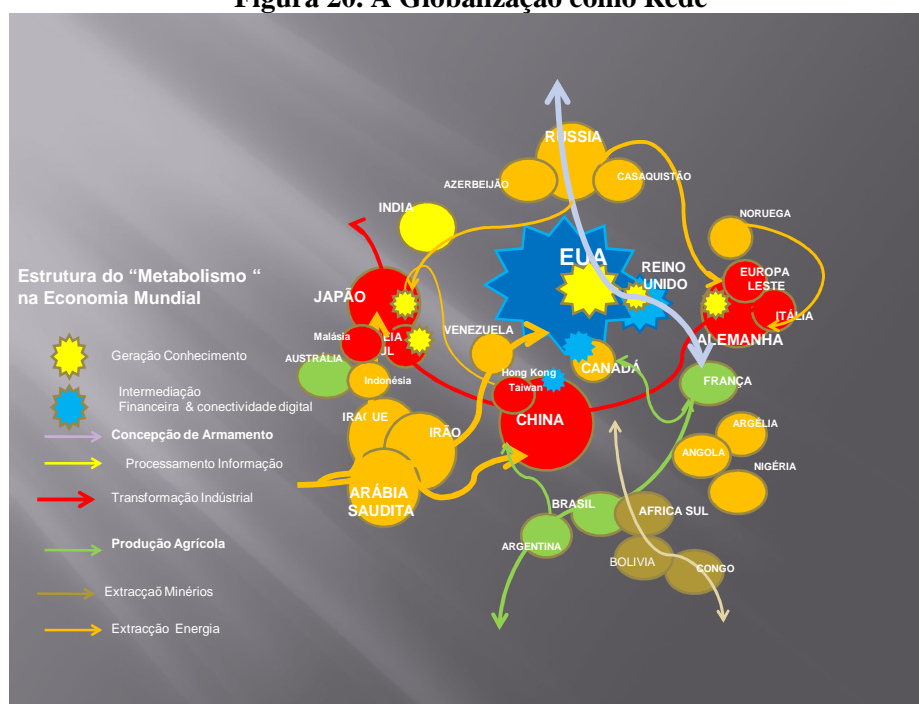 Figura 20. A Globalização como Rede
RUSSIA
AZERBEIJÃO
CASAQUISTÃO
INDIA
NORUEGA
EUA
REINO
UNIDO
EUROPA
LESTE
Estrutura do “Metabolismo “
na Economia Mundial
JAPÃO
ITÁLIA
Malásia
VENEZUELA
ALEMANHA
Geração Conhecimento
AUSTRÁLIA
UL
Hong Kong
CANADÁ
Indonésia
Taiwan
FRANÇA
Intermediação
Financeira & conectividade digital
IRAQUE
IRÃO
CHINA
ARGÉLIA
Concepção de Armamento
ANGOLA
Processamento Informação
NIGÉRIA
Transformação Indústrial
ARÁBIA
SAUDITA
BRASIL
AFRICA SUL
Produção Agrícola
ARGENTINA
BOLIVIA
CONGO
Extracçaõ Minérios
Extracção Energia